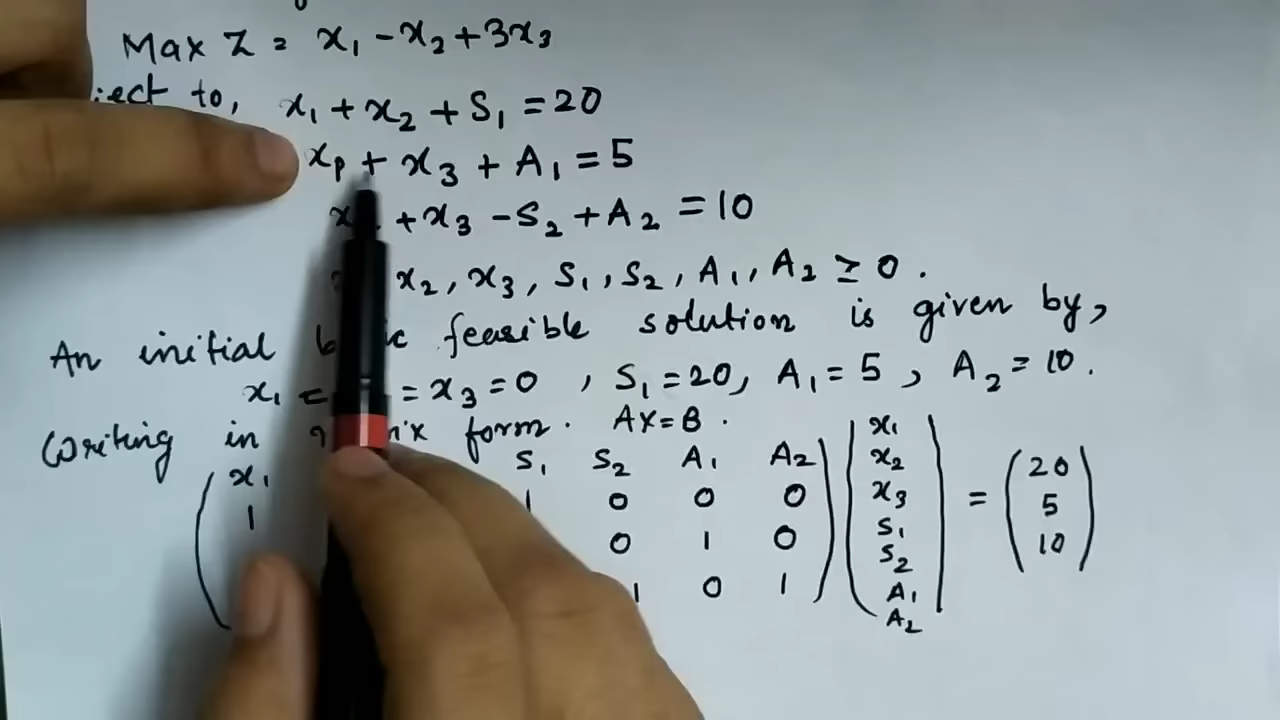 Max Z = x₁ - x₂ + 3x₃
ject to, x₁ + x₂ + S₁ = 20
x₁ + x₃ + A₁ = 5
+ x₃ - S₂ + A₂ = 10
x₂, x₃, S₁, S₂, A₁, A₂ ≥ 0.
An initial feasible solution is given by,
x₁ = = x₃ = 0 , S₁ = 20, A₁ = 5 , A₂ = 10.
Writing in form. AX = B.
x₁ S₁ S₂ A₁ A₂ x₁
1 1 0 0 0 x₂ 20
0 1 0 x₃ = 5
1 0 1 S₁ 10
S₂
A₁
A₂